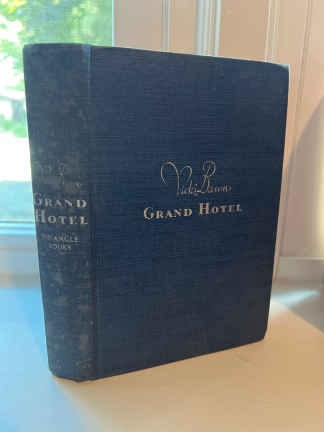 GRAND
HOTEL
TRIANGLE
BOOKS
Vicki Baum
GRAND HOTEL